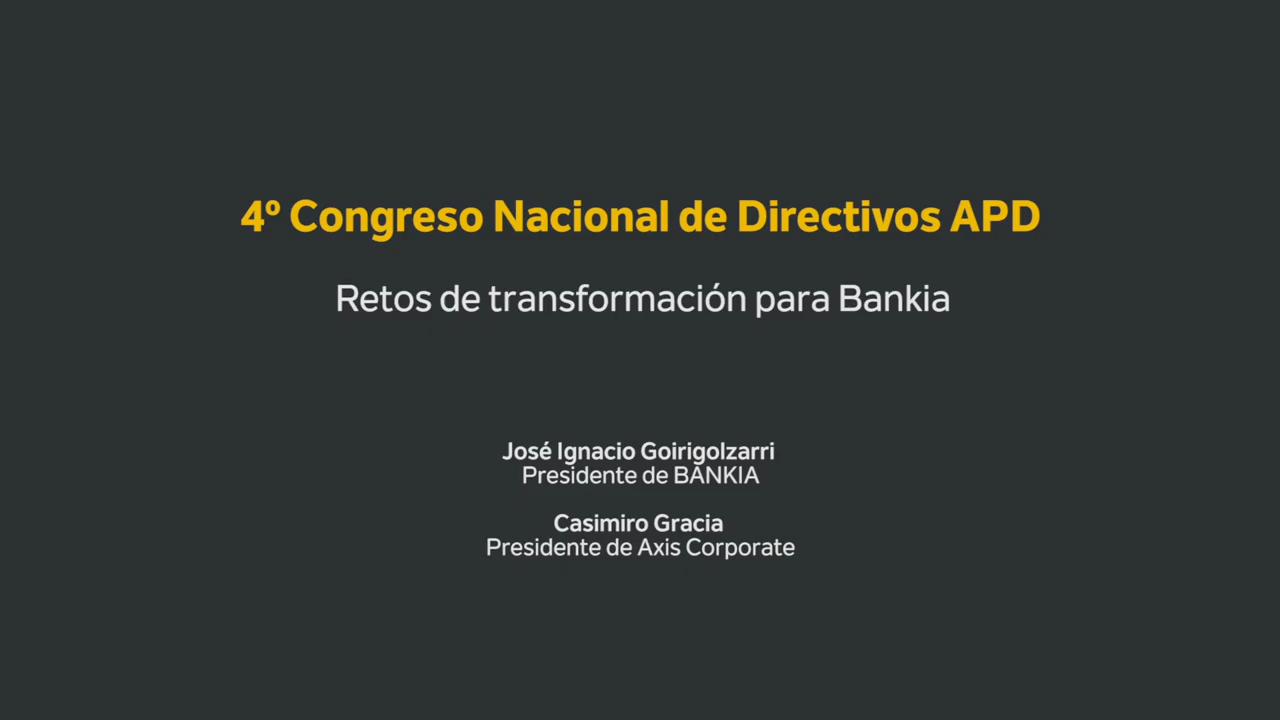 4º Congreso Nacional de Directivos APD
Retos de transformación para Bankia
José Ignacio Goirigolzarri
Presidente de BANKIA
Casimiro Gracia
Presidente de Axis Corporate